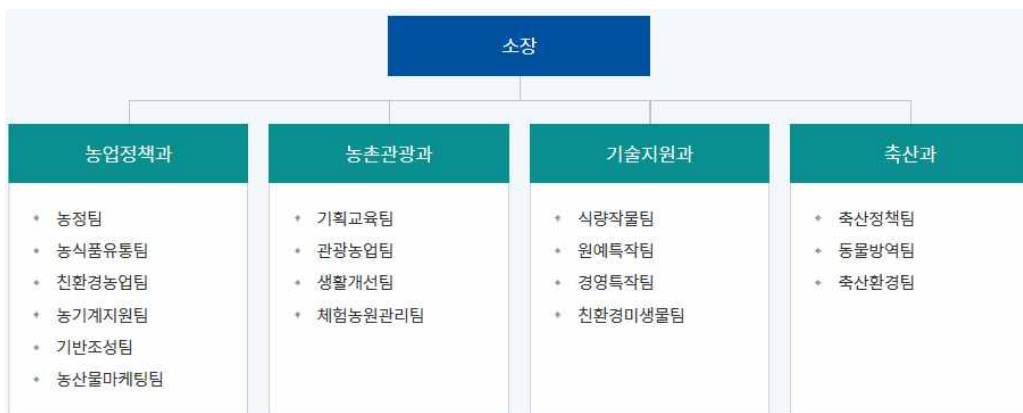 소장
농업정책과
농정팀
농식품유통팀
친환경농업팀
농기계지원팀
기반조성팀
농산물마케팅팀
농촌관광과
기획교육팀
관광농업팀
생활개선팀
체험농원관리팀
기술지원과
식량작물팀
원예특작팀
경영특작팀
친환경미생물팀
축산과
축산정책팀
동물방역팀
축산환경팀